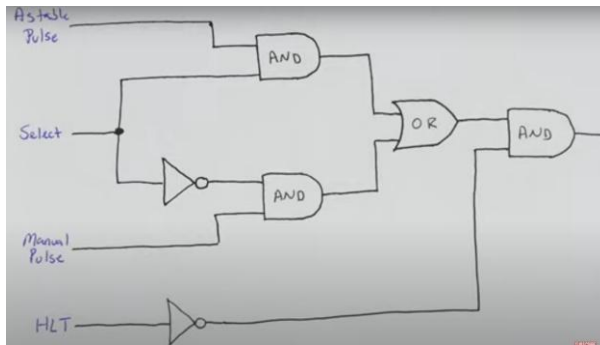 Astable
Pulse
AND
Select
OR
AND
AND
Manual
Pulse
HLT